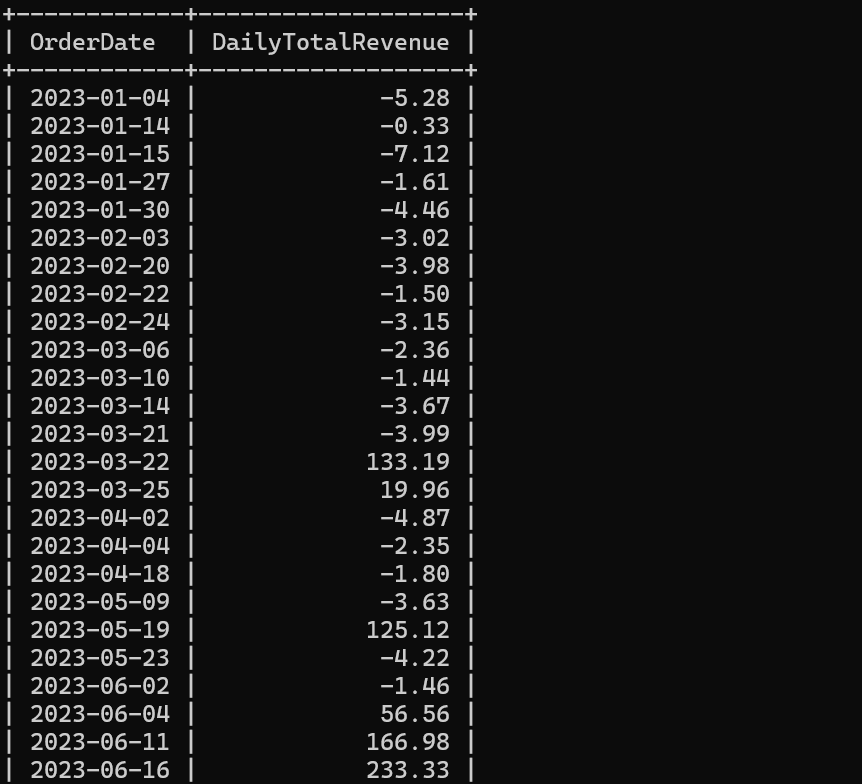 +------------+-------------------+
| OrderDate  | DailyTotalRevenue |
+------------+-------------------+
| 2023-01-04 |             -5.28 |
| 2023-01-14 |             -0.33 |
| 2023-01-15 |             -7.12 |
| 2023-01-27 |             -1.61 |
| 2023-01-30 |             -4.46 |
| 2023-02-03 |             -3.02 |
| 2023-02-20 |             -3.98 |
| 2023-02-22 |             -1.50 |
| 2023-02-24 |             -3.15 |
| 2023-03-06 |             -2.36 |
| 2023-03-10 |             -1.44 |
| 2023-03-14 |             -3.67 |
| 2023-03-21 |             -3.99 |
| 2023-03-22 |            133.19 |
| 2023-03-25 |             19.96 |
| 2023-04-02 |             -4.87 |
| 2023-04-04 |             -2.35 |
| 2023-04-18 |             -1.80 |
| 2023-05-09 |             -3.63 |
| 2023-05-19 |            125.12 |
| 2023-05-23 |             -4.22 |
| 2023-06-02 |             -1.46 |
| 2023-06-04 |             56.56 |
| 2023-06-11 |            166.98 |
| 2023-06-16 |            233.33 |